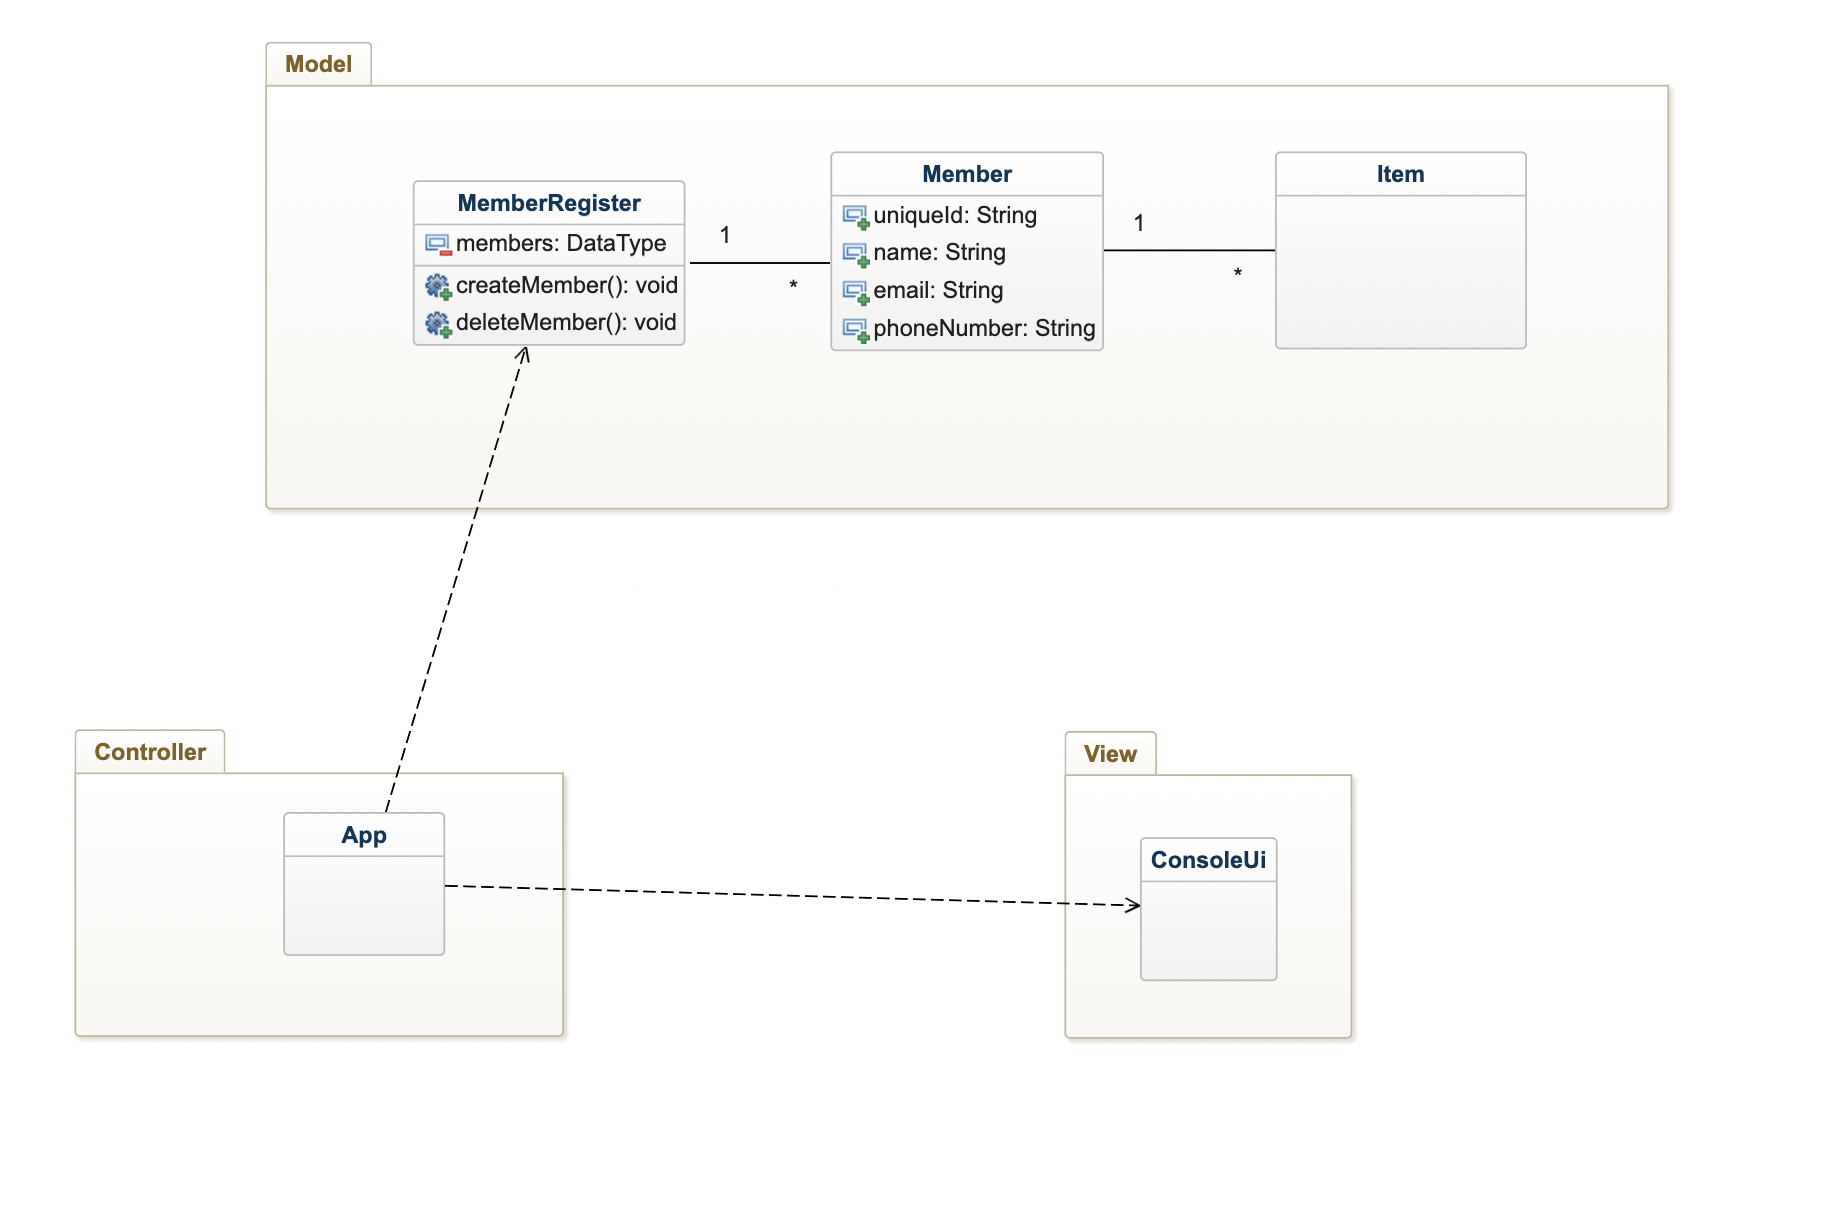 Model
MemberRegister
members: DataType
createMember(): void
deleteMember(): void
1
*
Member
uniqueId: String
name: String
email: String
phoneNumber: String
1
*
Item
Controller
App
View
ConsoleUi